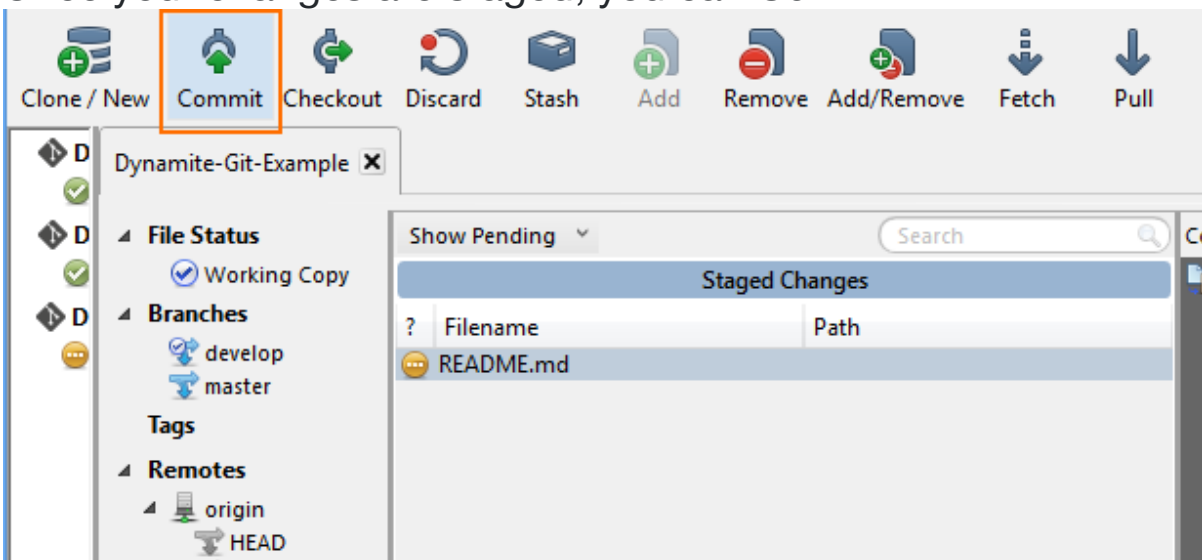 Clone / New Commit Checkout Discard Stash Add Remove Add/Remove Fetch Pull
D
Dynamite-Git-Example
D
D
File Status
Working Copy
Branches
develop
master
Tags
Remotes
origin
HEAD
Show Pending
Search
Staged Changes
? Filename Path
README.md